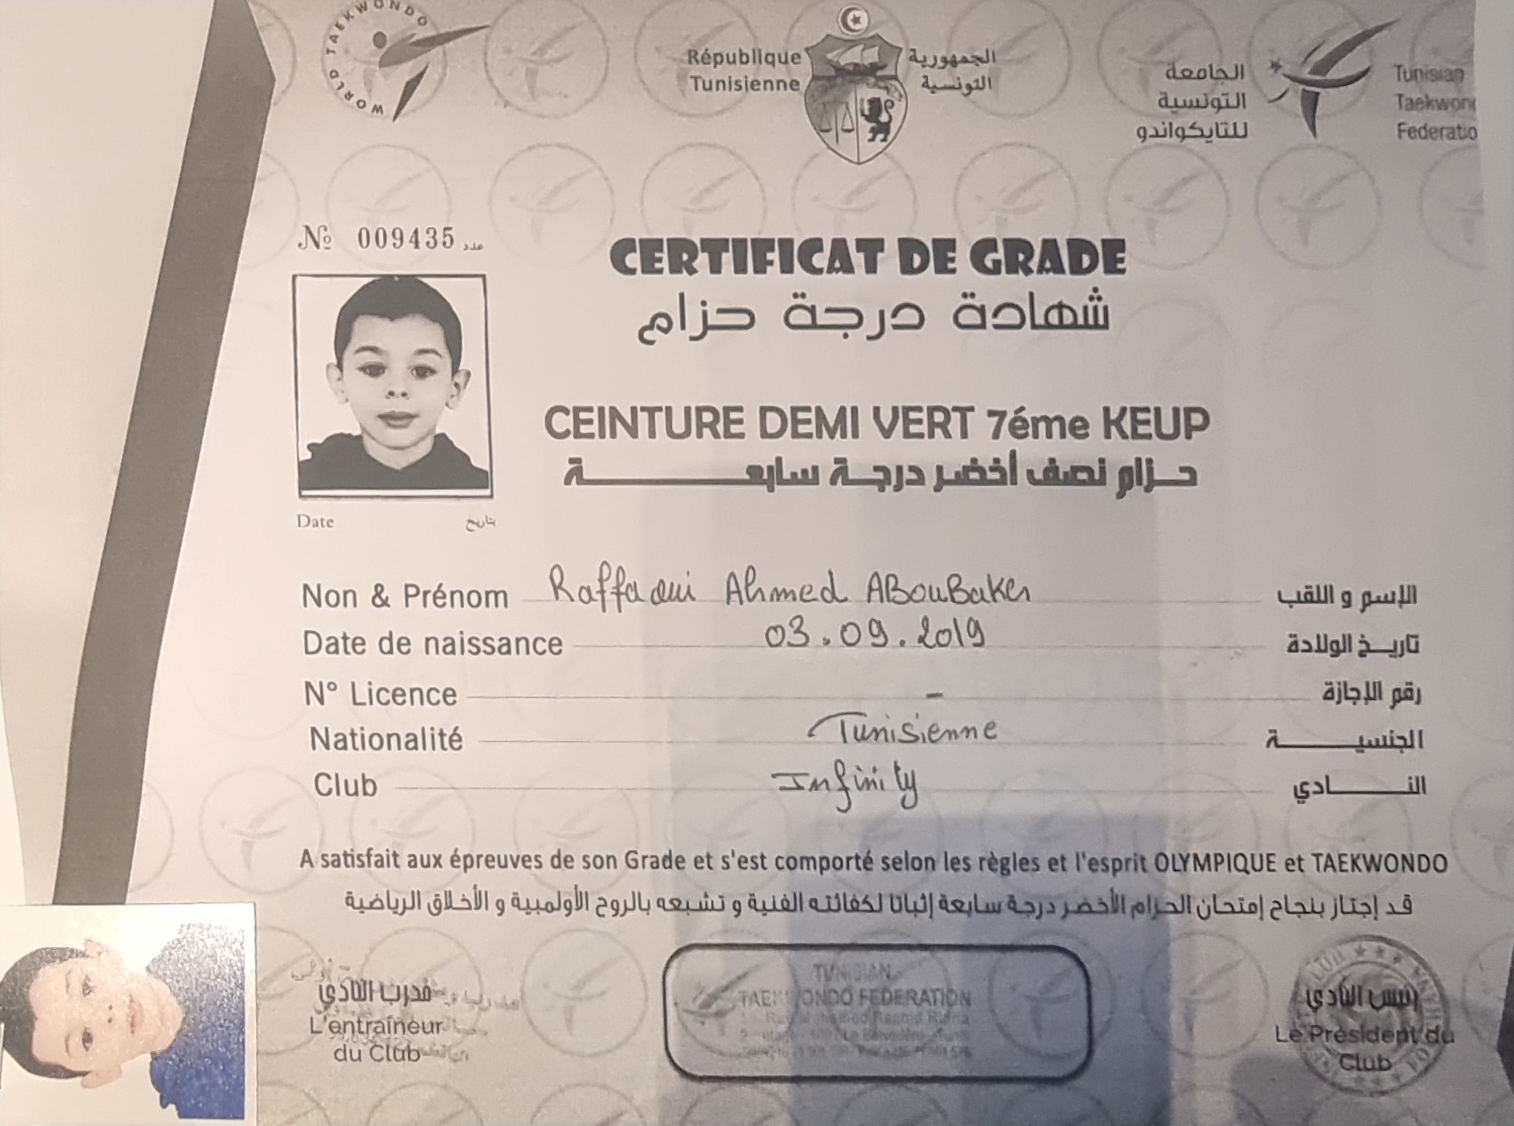 WORLD TAEKWONDO
République
Tunisienne
الجمهورية
التونسية
الجامعة
التونسية
للتايكواندو
Tunisian
Taekwon
Federatio
№ 009435 عدد
CERTIFICAT DE GRADE
شهادة درجة حزام
CEINTURE DEMI VERT 7éme KEUP
حزام نصف أخضر درجة سابعة
Date تاريخ
Non & Prénom Raffaoui Ahmed ABouBaker الإسم و اللقب
Date de naissance 03.09.2019 تاريخ الولادة
N° Licence – رقم الإجازة
Nationalité Tunisienne الجنسية
Club Infinity النادي
A satisfait aux épreuves de son Grade et s'est comporté selon les règles et l'esprit OLYMPIQUE et TAEKWONDO
قد إجتاز بنجاح إمتحان الحزام الأخضر درجة سابعة إثباتا لكفائته الفنية و تشبعه بالروح الأولمبية و الأخلاق الرياضية
مدرب النادي
L'entraîneur
du Club
TUNISIAN
TAEKWONDO FEDERATION
رئيس النادي
Le Président du
Club